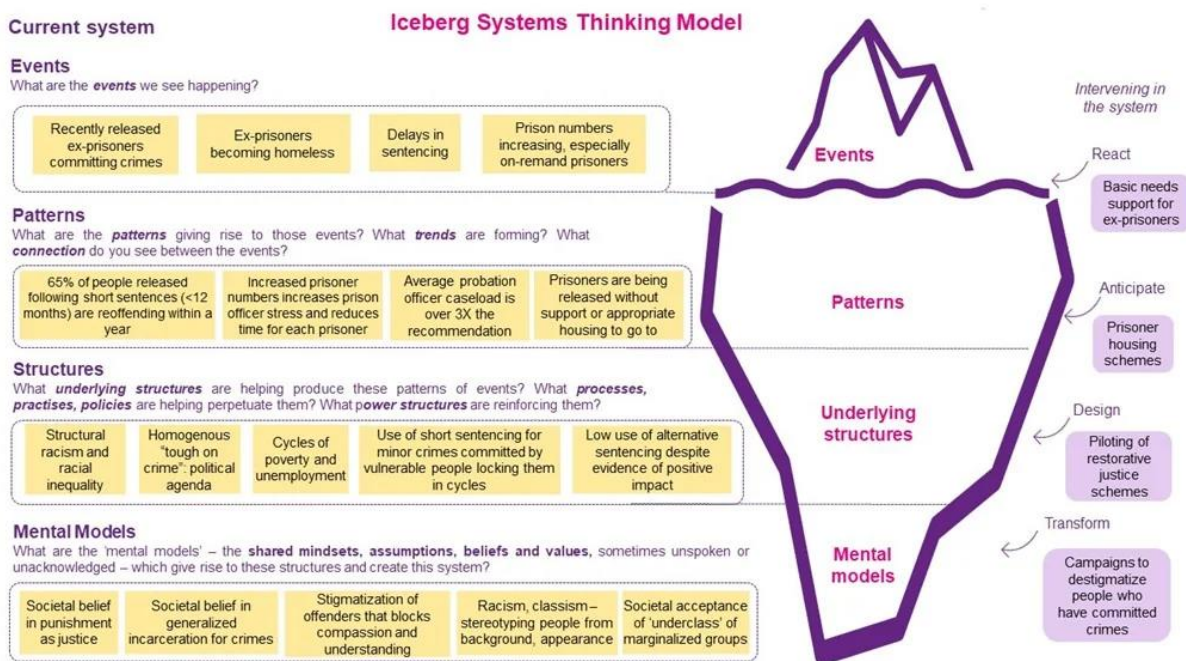 Current system
Iceberg Systems Thinking Model
Events
What are the events we see happening?
Recently released
ex-prisoners
committing crimes
Ex-prisoners
becoming homeless
Delays in
sentencing
Prison numbers
increasing, especially
on-remand prisoners
Patterns
What are the patterns giving rise to those events? What trends are forming? What
connection do you see between the events?
65% of people released
following short sentences (<12
months) are reoffending within a
year
Increased prisoner
numbers increases prison
officer stress and reduces
time for each prisoner
Average probation
officer caseload is
over 3X the
recommendation
Prisoners are being
released without
support or appropriate
housing to go to
Structures
What underlying structures are helping produce these patterns of events? What processes,
practises, policies are helping perpetuate them? What power structures are reinforcing them?
Structural
racism and
racial
inequality
Homogenous
“tough on
crime”: political
agenda
Cycles of
poverty and
unemployment
Use of short sentencing for
minor crimes committed by
vulnerable people locking them
in cycles
Low use of alternative
sentencing despite
evidence of positive
impact
Mental Models
What are the ‘mental models’ – the shared mindsets, assumptions, beliefs and values, sometimes unspoken or
unacknowledged – which give rise to these structures and create this system?
Societal belief
in punishment
as justice
Societal belief in
generalized
incarceration for crimes
Stigmatization of
offenders that blocks
compassion and
understanding
Racism, classism –
stereotyping people from
background, appearance
Societal acceptance
of ‘underclass’ of
marginalized groups
Events
Patterns
Underlying
structures
Mental
models
Intervening in
the system
React
Basic needs
support for
ex-prisoners
Anticipate
Prisoner
housing
schemes
Design
Piloting of
restorative
justice
schemes
Transform
Campaigns to
destigmatize
people who
have committed
crimes